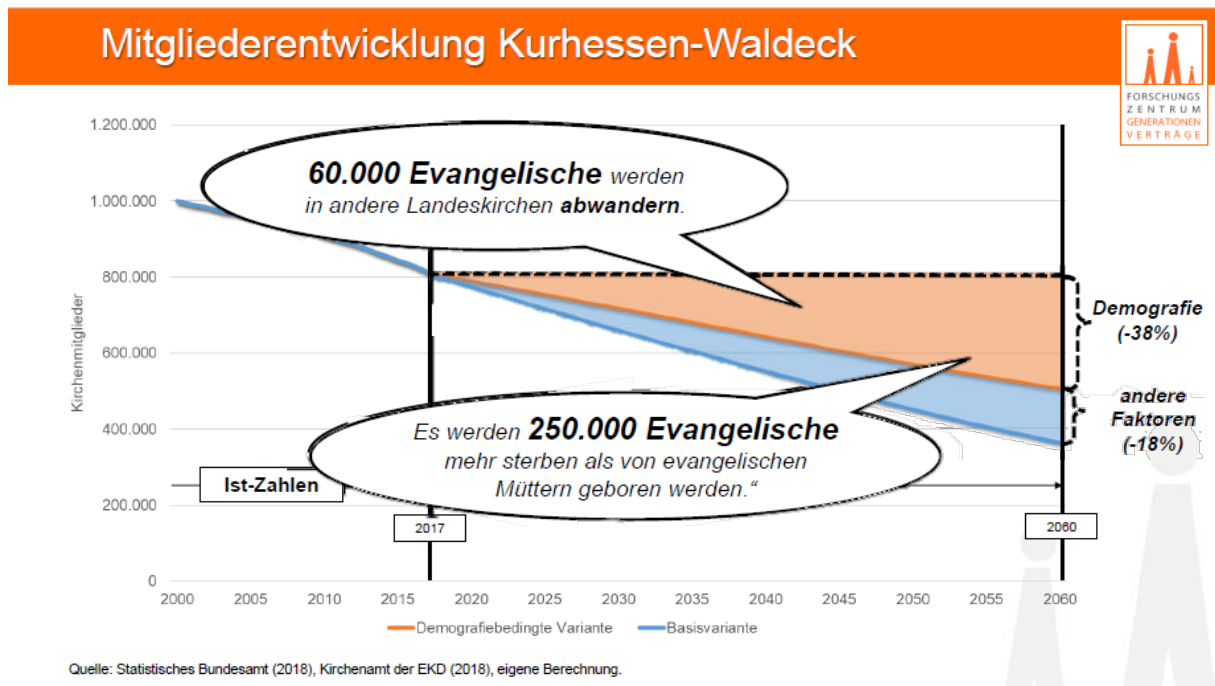 Mitgliederentwicklung Kurhessen-Waldeck
FORSCHUNGS
ZENTRUM
GENERATIONEN
VERTRÄGE
1.200.000
1.000.000
800.000
600.000
400.000
200.000
0
Kirchenmitglieder
60.000 Evangelische werden
in andere Landeskirchen abwandern.
Es werden 250.000 Evangelische
mehr sterben als von evangelischen
Müttern geboren werden.“
Demografie
(-38%)
andere
Faktoren
(-18%)
Ist-Zahlen
2017
2060
2000 2005 2010 2015 2020 2025 2030 2035 2040 2045 2050 2055 2060
Demografiebedingte Variante Basisvariante
Quelle: Statistisches Bundesamt (2018), Kirchenamt der EKD (2018), eigene Berechnung.